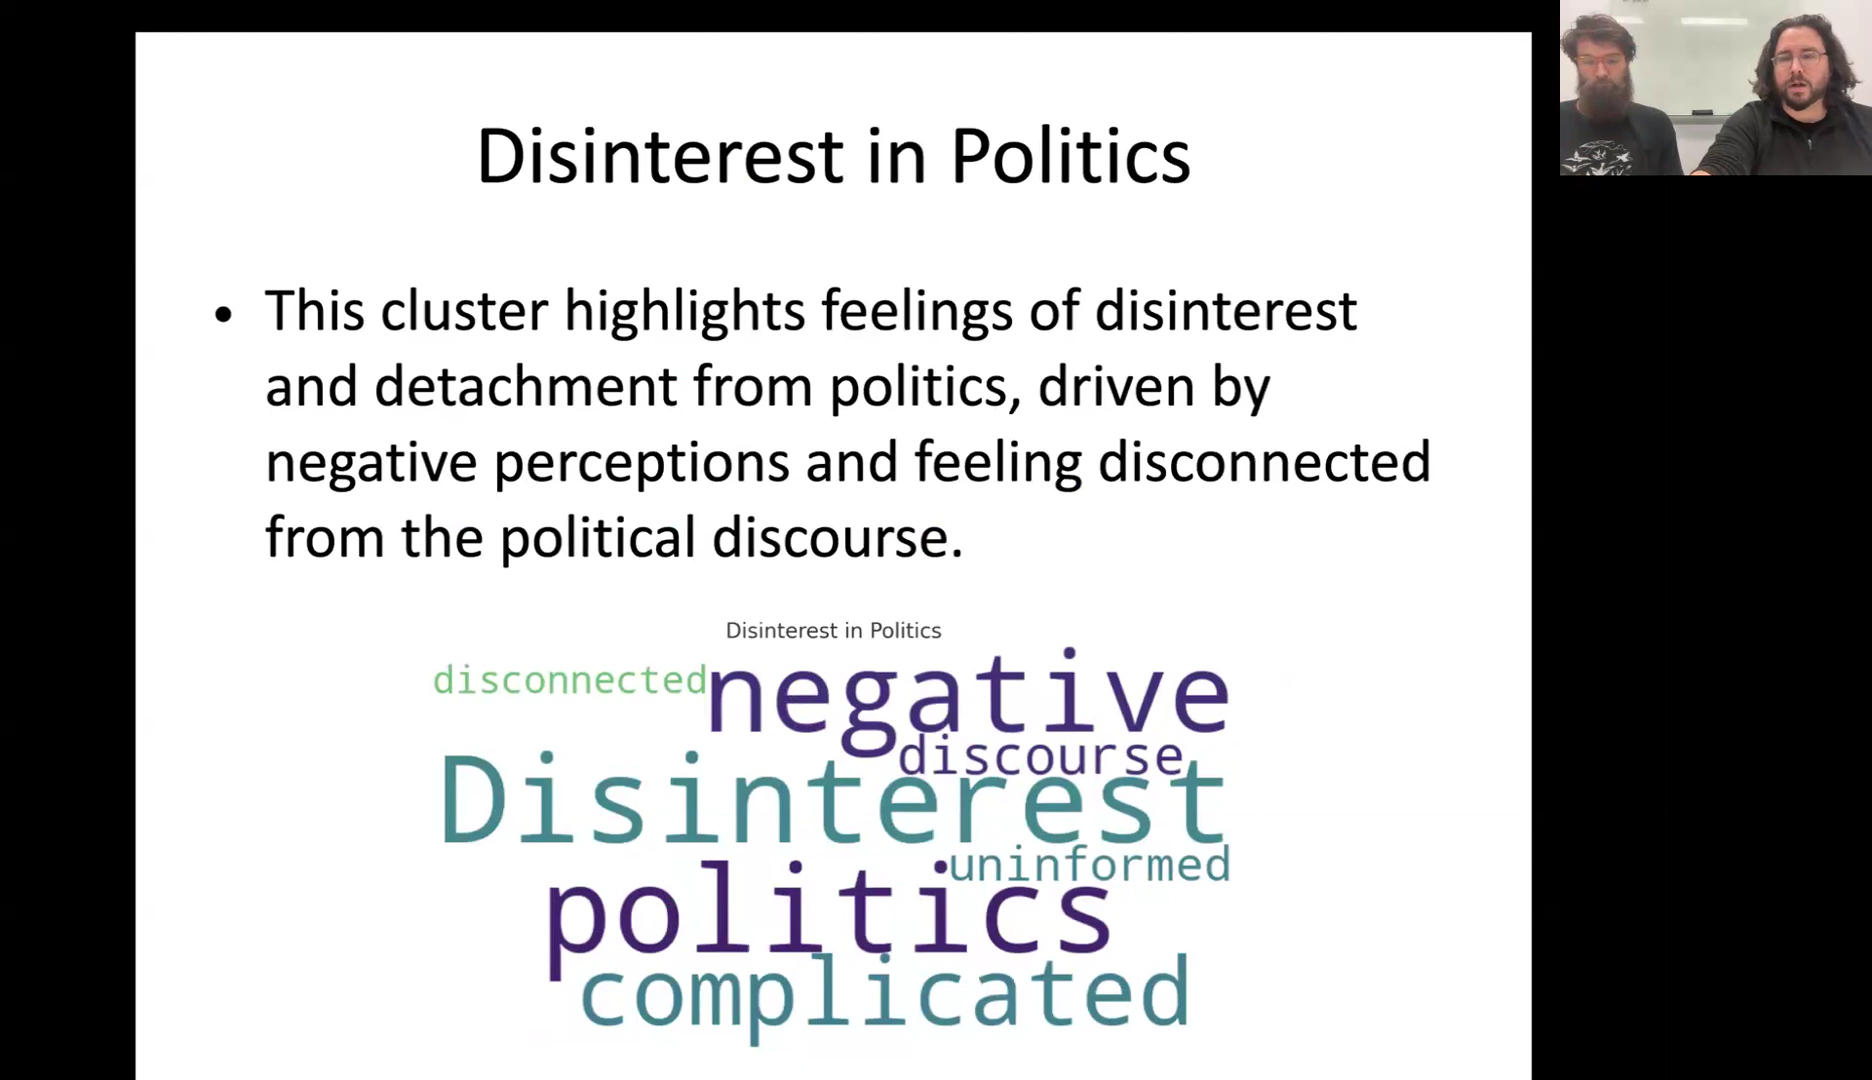 Disinterest in Politics
• This cluster highlights feelings of disinterest
and detachment from politics, driven by
negative perceptions and feeling disconnected
from the political discourse.
Disinterest in Politics
disconnected
negative
discourse
Disinterest
uninformed
politics
complicated